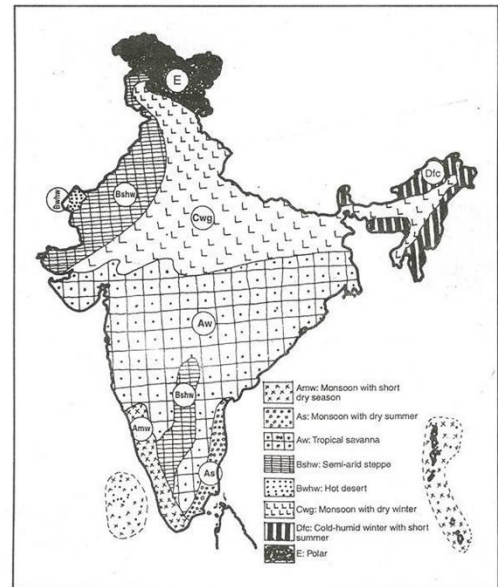 E
Dfc
Bwhw
Bshw
Cwg
Aw
Bshw
Amw
As
Amw: Monsoon with short
dry season
As: Monsoon with dry summer
Aw: Tropical savanna
Bshw: Semi-arid steppe
Bwhw: Hot desert
Cwg: Monsoon with dry winter
Dfc: Cold-humid winter with short
summer
E: Polar